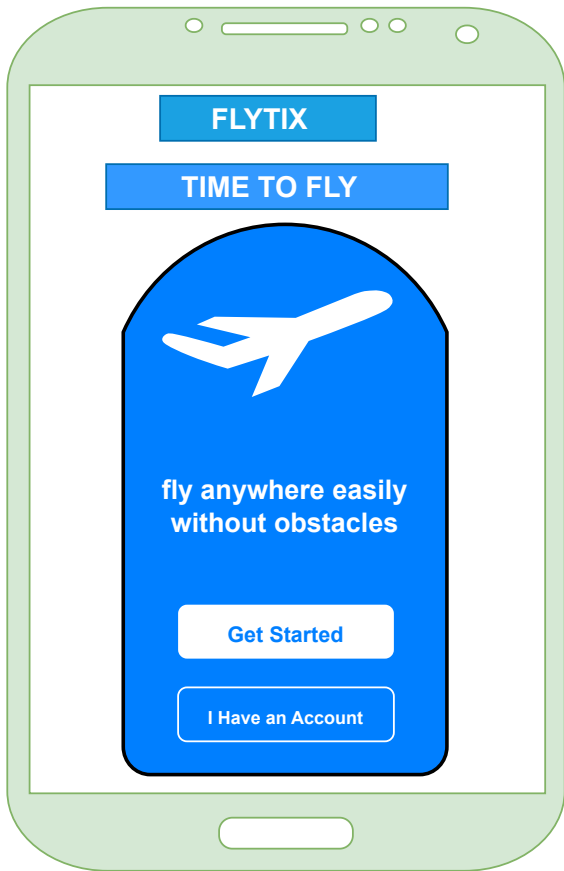 FLYTIX
TIME TO FLY
fly anywhere easily
without obstacles
Get Started
I Have an Account